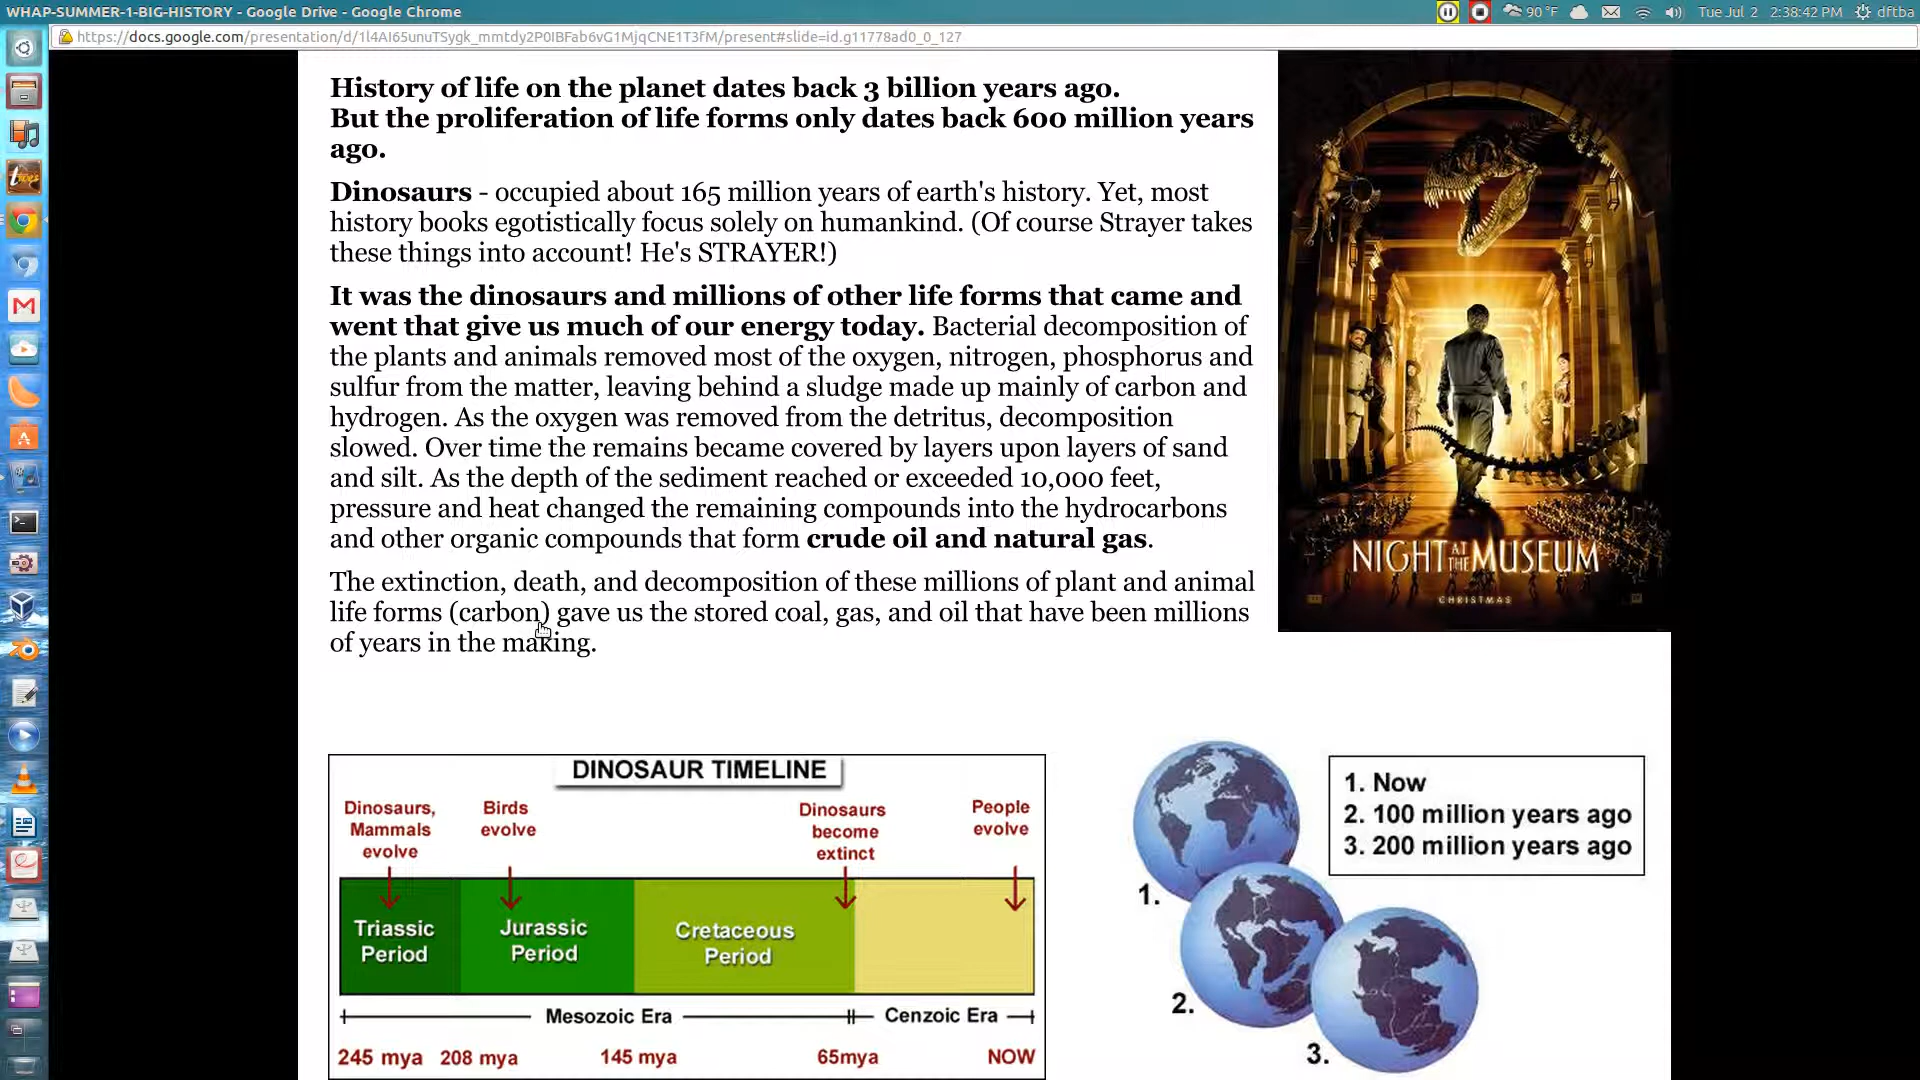 WHAP-SUMMER-1-BIG-HISTORY - Google Drive - Google Chrome
90 °F
Tue Jul 2 2:38:42 PM
dftba
https://docs.google.com/presentation/d/1l4AI65unuTSygk_mmtdy2P0IBFab6vG1MjqCNE1T3fM/present#slide=id.g11778ad0_0_127
History of life on the planet dates back 3 billion years ago.
But the proliferation of life forms only dates back 600 million years
ago.
Dinosaurs - occupied about 165 million years of earth's history. Yet, most
history books egotistically focus solely on humankind. (Of course Strayer takes
these things into account! He's STRAYER!)
It was the dinosaurs and millions of other life forms that came and
went that give us much of our energy today. Bacterial decomposition of
the plants and animals removed most of the oxygen, nitrogen, phosphorus and
sulfur from the matter, leaving behind a sludge made up mainly of carbon and
hydrogen. As the oxygen was removed from the detritus, decomposition
slowed. Over time the remains became covered by layers upon layers of sand
and silt. As the depth of the sediment reached or exceeded 10,000 feet,
pressure and heat changed the remaining compounds into the hydrocarbons
and other organic compounds that form crude oil and natural gas.
The extinction, death, and decomposition of these millions of plant and animal
life forms (carbon) gave us the stored coal, gas, and oil that have been millions
of years in the making.
NIGHT AT THE MUSEUM
CHRISTMAS
DINOSAUR TIMELINE
Dinosaurs,
Mammals
evolve
Birds
evolve
Dinosaurs
become
extinct
People
evolve
Triassic
Period
Jurassic
Period
Cretaceous
Period
Mesozoic Era
Cenzoic Era
245 mya
208 mya
145 mya
65mya
NOW
1. Now
2. 100 million years ago
3. 200 million years ago
1.
2.
3.